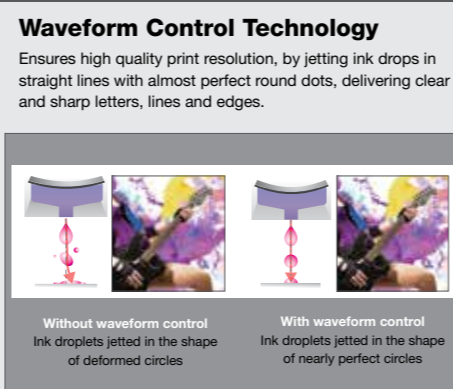 Waveform Control Technology
Ensures high quality print resolution, by jetting ink drops in
straight lines with almost perfect round dots, delivering clear
and sharp letters, lines and edges.
Without waveform control
Ink droplets jetted in the shape
of deformed circles
With waveform control
Ink droplets jetted in the shape
of nearly perfect circles